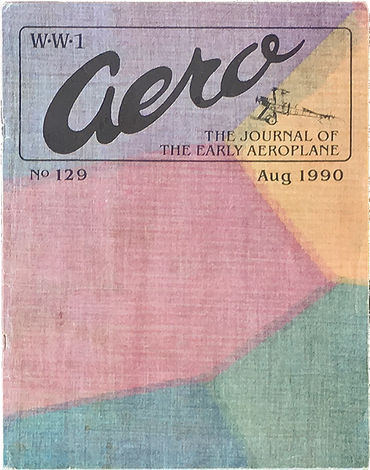 W·W·1
Aero
THE JOURNAL OF
THE EARLY AEROPLANE
No 129
Aug 1990